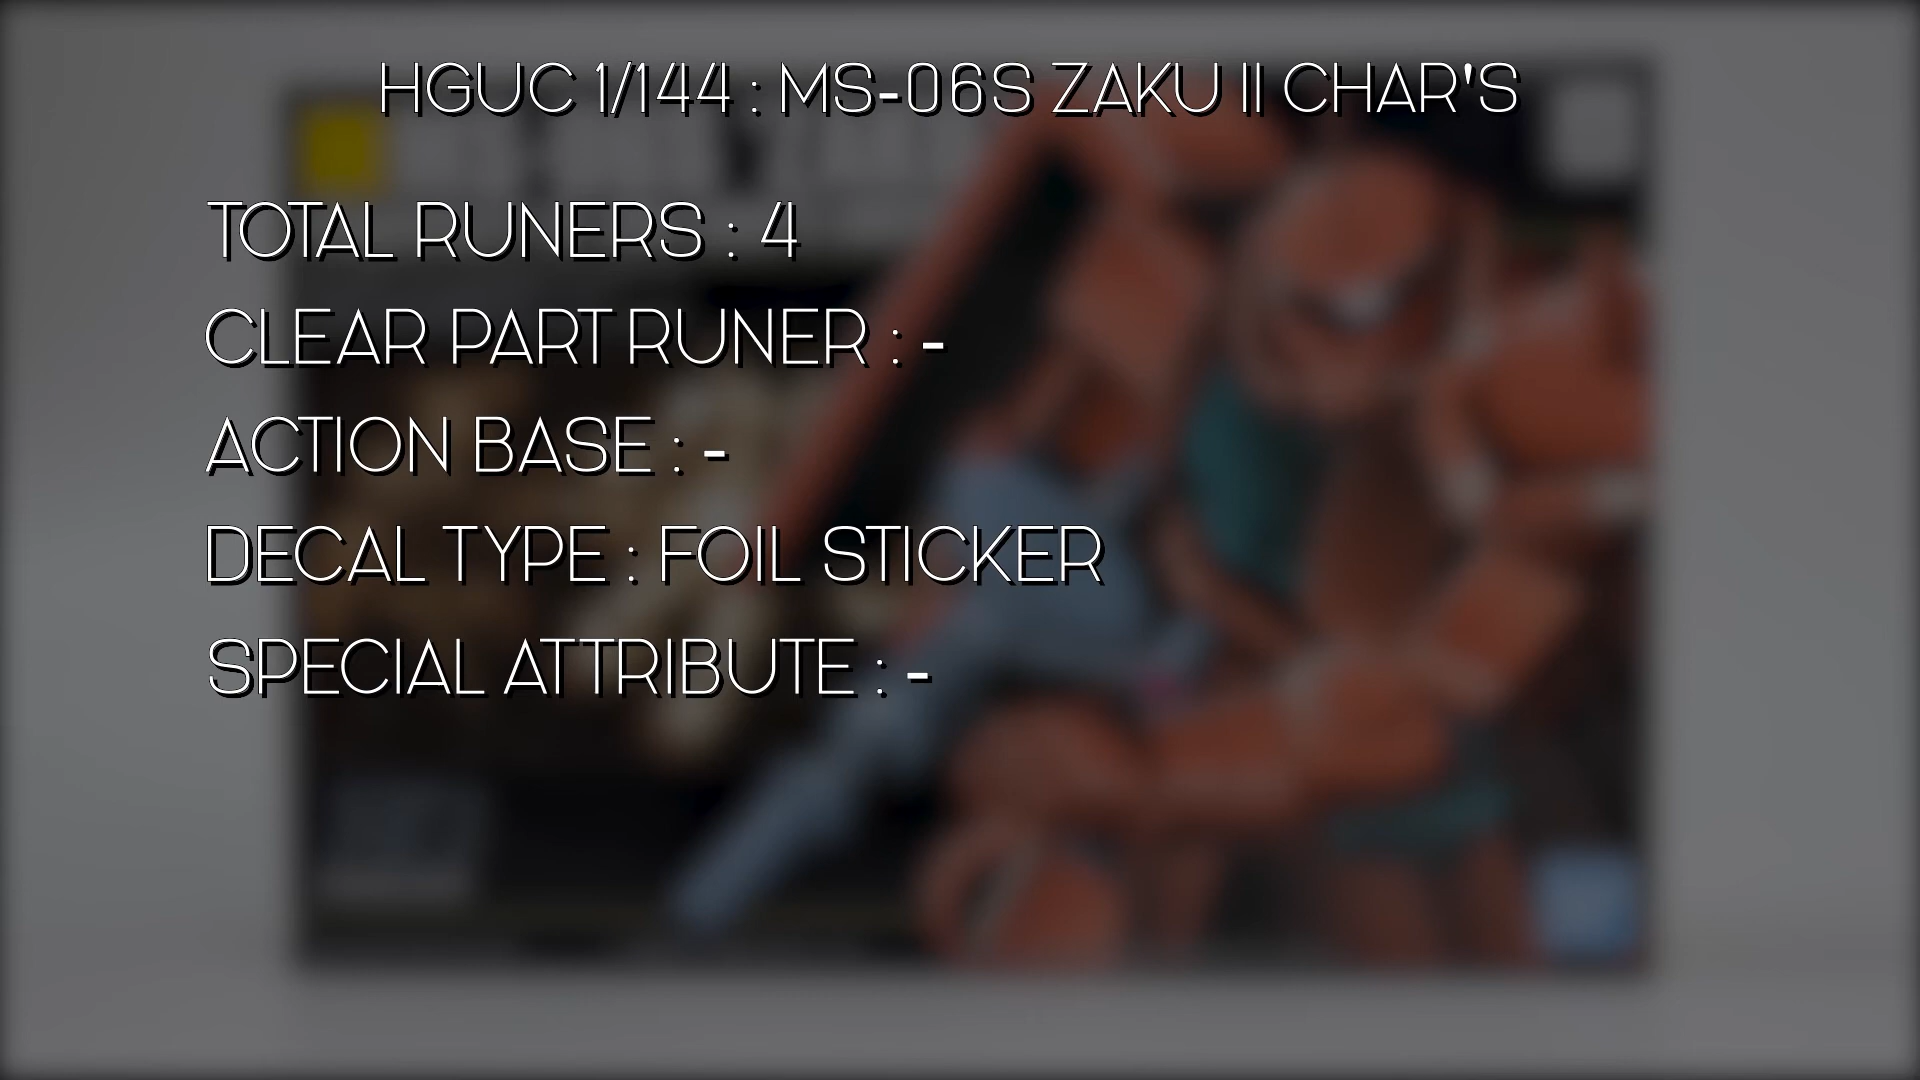 HGUC 1/144 : MS-06S ZAKU II CHAR'S
TOTAL RUNERS : 4
CLEAR PART RUNER : -
ACTION BASE : -
DECAL TYPE : FOIL STICKER
SPECIAL ATTRIBUTE : -